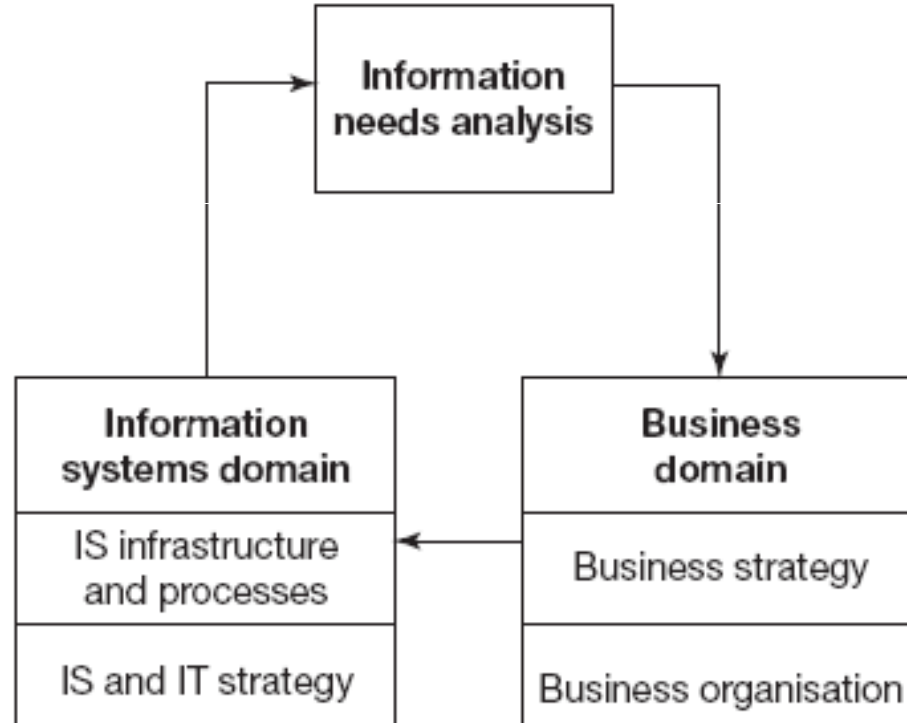 Information
needs analysis
Information
systems domain
IS infrastructure
and processes
IS and IT strategy
Business
domain
Business strategy
Business organisation